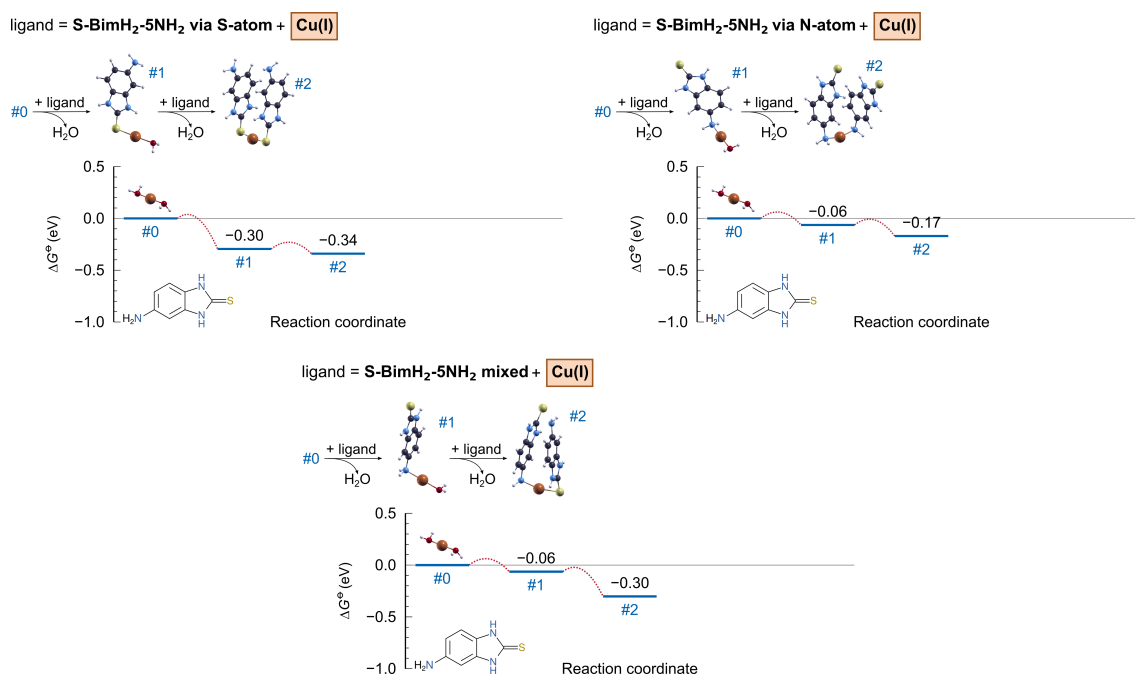 ligand = S-BimH₂-5NH₂ via S-atom + Cu(I)
#1
#2
+ ligand
+ ligand
#0
H₂O
H₂O
0.5
0.0
−0.5
−1.0
ΔG⦵ (eV)
#0
−0.30
#1
−0.34
#2
H
N
S
N
H
H₂N
Reaction coordinate
ligand = S-BimH₂-5NH₂ via N-atom + Cu(I)
#1
#2
+ ligand
+ ligand
#0
H₂O
H₂O
0.5
0.0
−0.5
−1.0
ΔG⦵ (eV)
#0
−0.06
#1
−0.17
#2
H
N
S
N
H
H₂N
Reaction coordinate
ligand = S-BimH₂-5NH₂ mixed + Cu(I)
#1
#2
+ ligand
+ ligand
#0
H₂O
H₂O
0.5
0.0
−0.5
−1.0
ΔG⦵ (eV)
#0
−0.06
#1
−0.30
#2
H
N
S
N
H
H₂N
Reaction coordinate